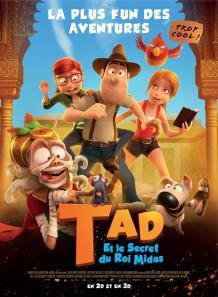 LA PLUS FUN DES
AVENTURES
TROP
COOL !
TAD
Et le Secret
du Roi Midas
EN 2D ET EN 3D